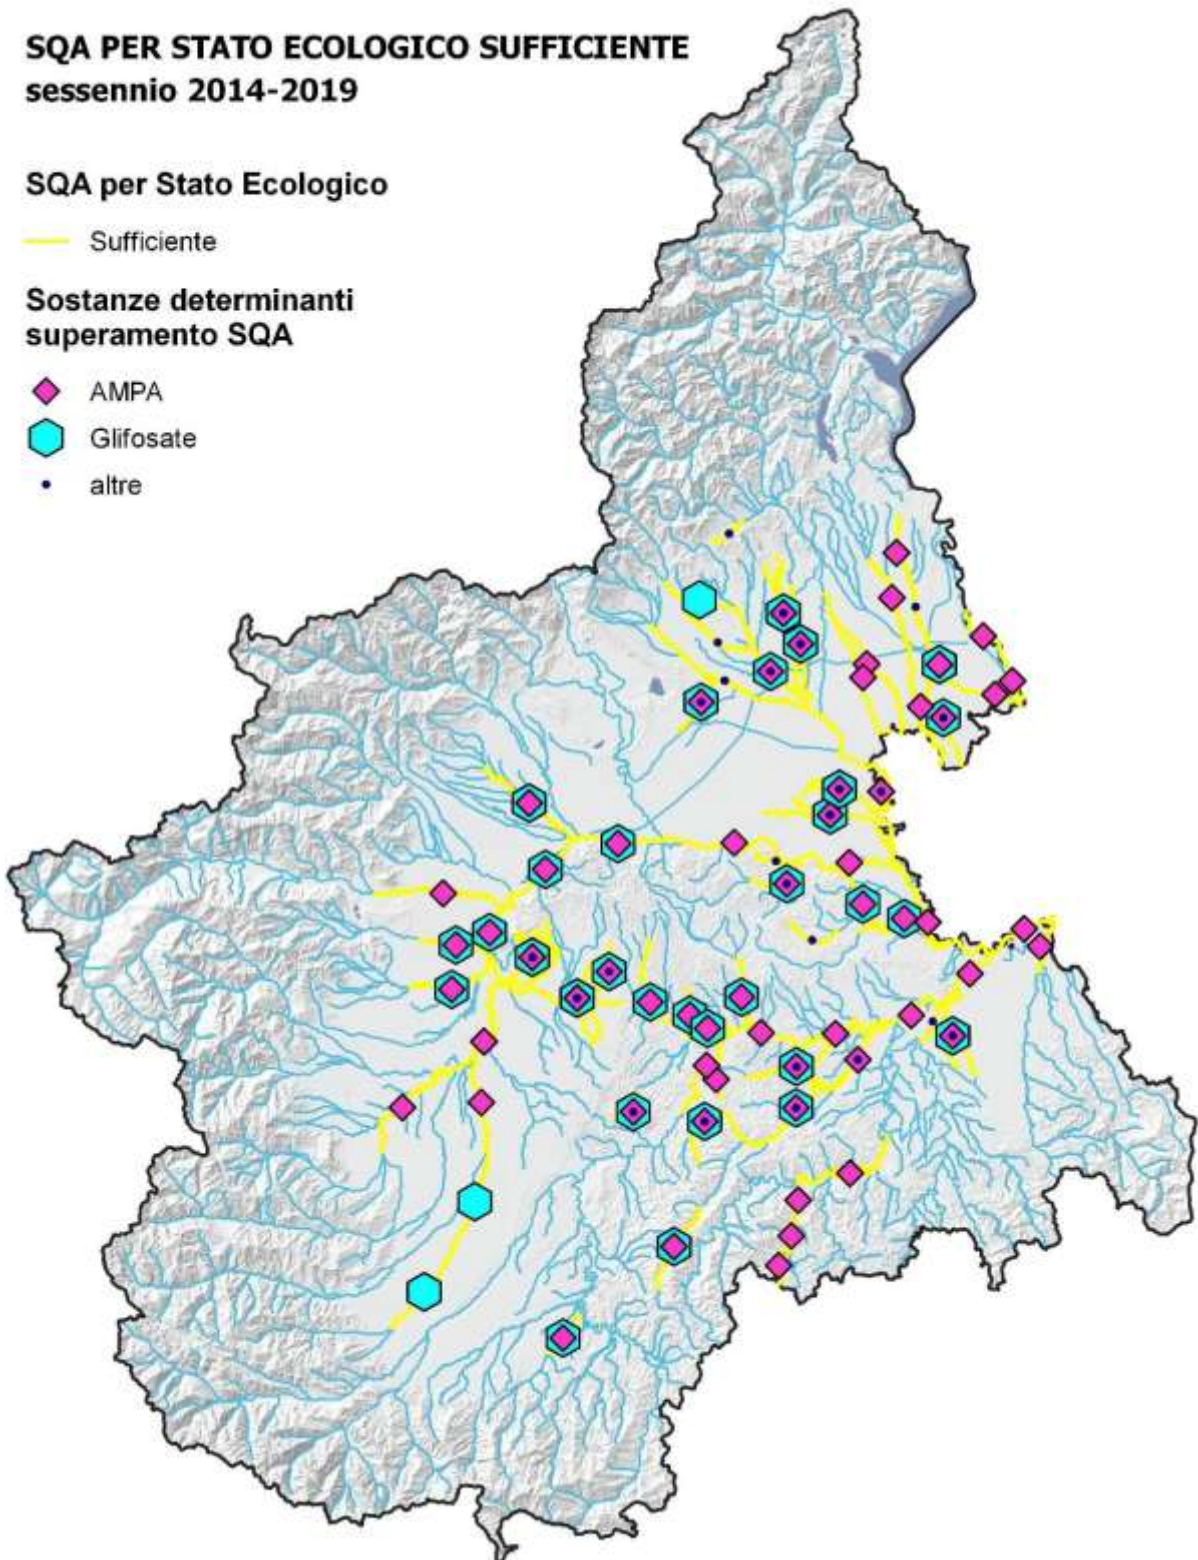 SQA PER STATO ECOLOGICO SUFFICIENTE
sessennio 2014-2019
SQA per Stato Ecologico
Sufficiente
Sostanze determinanti
superamento SQA
AMPA
Glifosate
altre